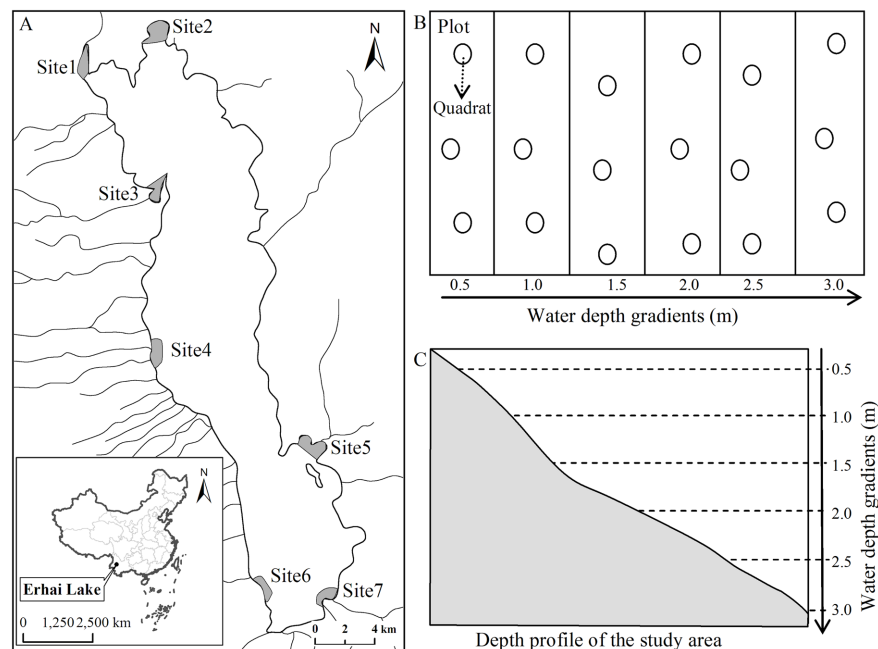 A
Site1
Site2
N
Site3
Site4
Site5
Site6
Site7
N
Erhai Lake
0 1,250 2,500 km
0 2 4 km
B
Plot
Quadrat
0.5 1.0 1.5 2.0 2.5 3.0
Water depth gradients (m)
C
0.5
1.0
1.5
2.0
2.5
3.0
Water depth gradients (m)
Depth profile of the study area